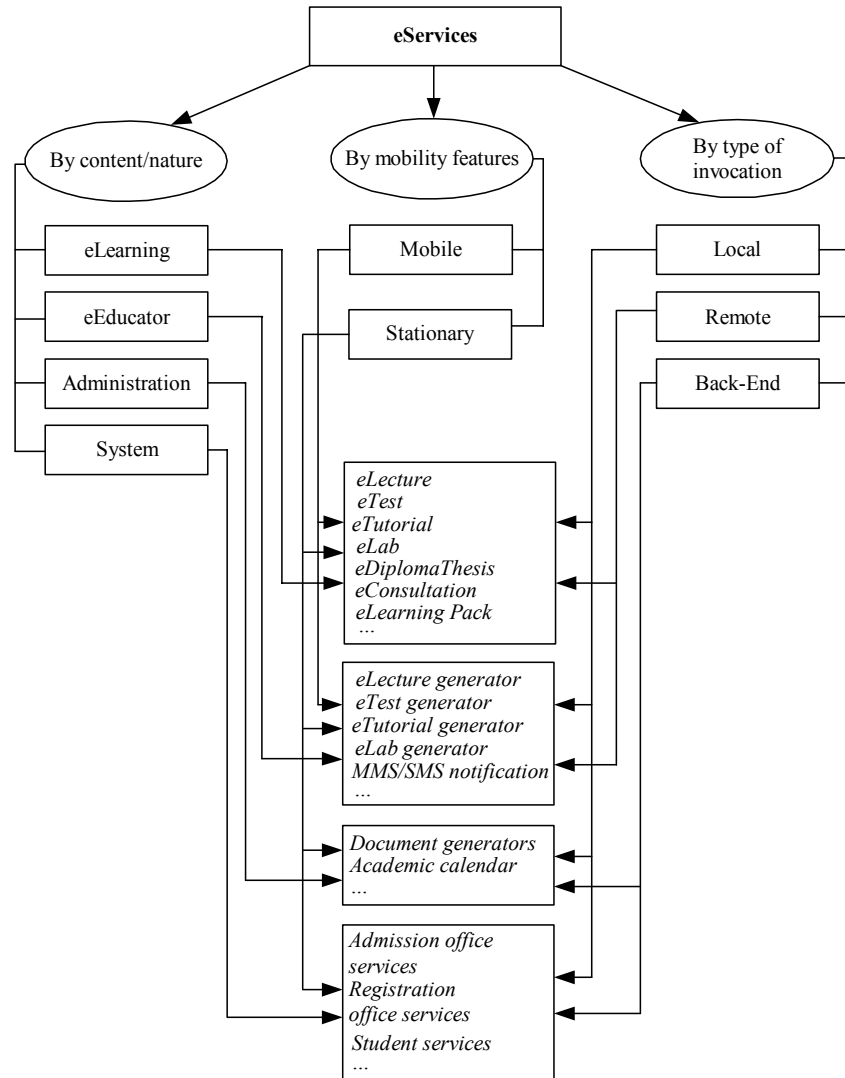 eServices
By content/nature
By mobility features
By type of
invocation
eLearning
Mobile
Local
eEducator
Remote
Stationary
Administration
Back-End
System
eLecture
eTest
eTutorial
eLab
eDiplomaThesis
eConsultation
eLearning Pack
...
eLecture generator
eTest generator
eTutorial generator
eLab generator
MMS/SMS notification
...
Document generators
Academic calendar
...
Admission office
services
Registration
office services
Student services
...